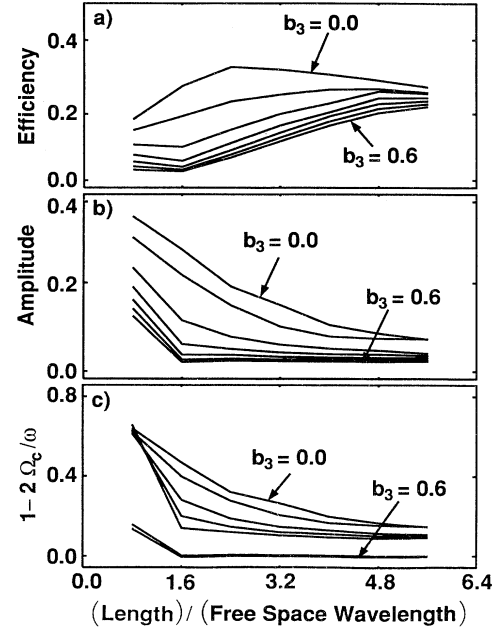 a)
b₃ = 0.0
0.4
Efficiency
0.2
b₃ = 0.6
0.0
b)
0.4
b₃ = 0.0
Amplitude
b₃ = 0.6
0.2
0.0
c)
0.8
1 – 2 Ω_c/ω
b₃ = 0.0
0.4
b₃ = 0.6
0.0
0.0 1.6 3.2 4.8 6.4
(Length) / (Free Space Wavelength)